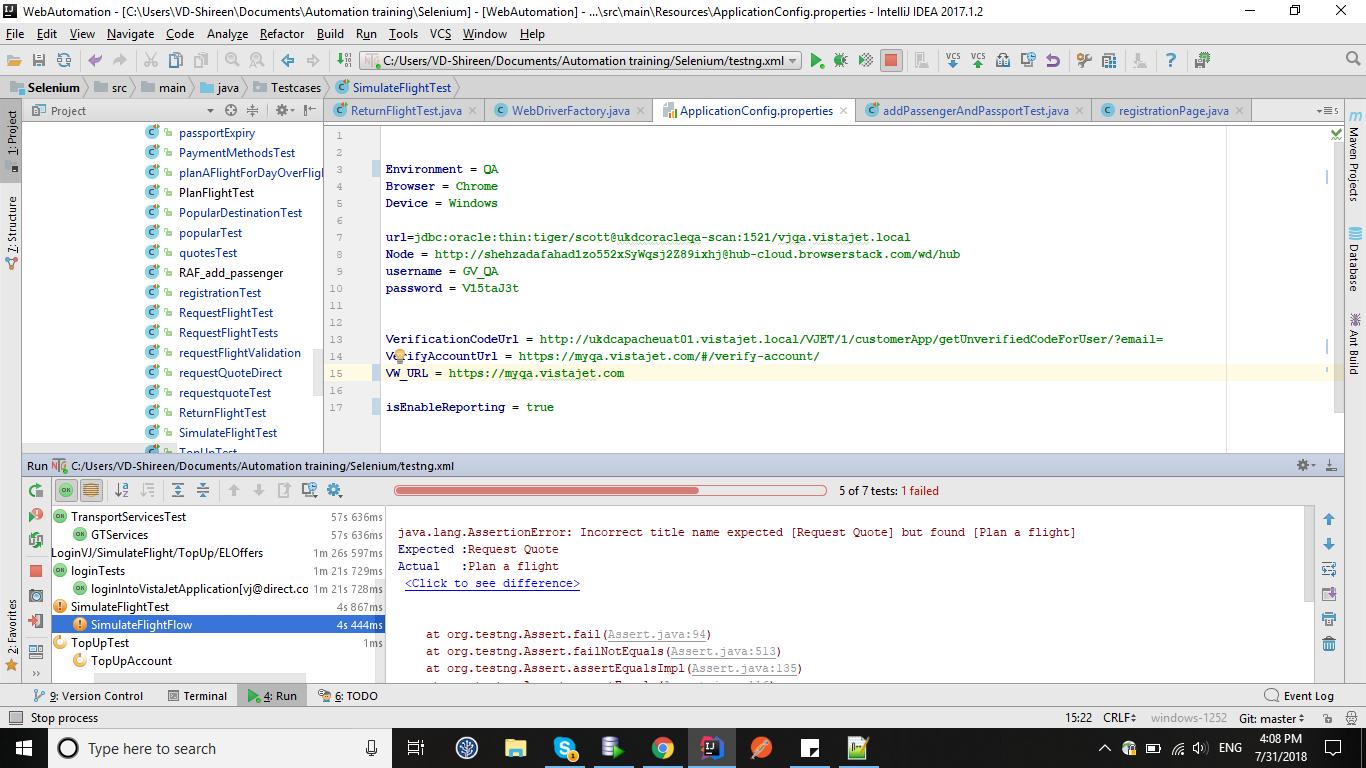 WebAutomation - [C:\Users\VD-Shireen\Documents\Automation training\Selenium] - [WebAutomation] - ...\src\main\Resources\ApplicationConfig.properties - IntelliJ IDEA 2017.1.2
File Edit View Navigate Code Analyze Refactor Build Run Tools VCS Window Help
C:/Users/VD-Shireen/Documents/Automation training/Selenium/testng.xml
VCS VCS
Selenium src main java Testcases SimulateFlightTest
Project
ReturnFlightTest.java WebDriverFactory.java ApplicationConfig.properties addPassengerAndPassportTest.java registrationPage.java
1: Project
7: Structure
2: Favorites
Maven Projects
Database
Ant Build
passportExpiry
PaymentMethodsTest
planAFlightForDayOverFligh
PlanFlightTest
PopularDestinationTest
popularTest
quotesTest
RAF_add_passenger
registrationTest
RequestFlightTest
RequestFlightTests
requestFlightValidation
requestQuoteDirect
requestquoteTest
ReturnFlightTest
SimulateFlightTest
TopUpTest
1
2
3 Environment = QA
4 Browser = Chrome
5 Device = Windows
6
7 url=jdbc:oracle:thin:tiger/scott@ukdcoracleqa-scan:1521/vjqa.vistajet.local
8 Node = http://shehzadafahad1zo552xSyWqsj2Z89ixhj@hub-cloud.browserstack.com/wd/hub
9 username = GV_QA
10 password = V15taJ3t
11
12
13 VerificationCodeUrl = http://ukdcapacheuat01.vistajet.local/VJET/1/customerApp/getUnverifiedCodeForUser/?email=
14 VerifyAccountUrl = https://myqa.vistajet.com/#/verify-account/
15 VW_URL = https://myqa.vistajet.com
16
17 isEnableReporting = true
Run C:/Users/VD-Shireen/Documents/Automation training/Selenium/testng.xml
5 of 7 tests: 1 failed
TransportServicesTest 57s 636ms
GTServices 57s 636ms
LoginVJ/SimulateFlight/TopUp/ELOffers 1m 26s 597ms
loginTests 1m 21s 729ms
loginIntoVistaJetApplication[vj@direct.co 1m 21s 728ms
SimulateFlightTest 4s 867ms
SimulateFlightFlow 4s 444ms
TopUpTest 1ms
TopUpAccount
java.lang.AssertionError: Incorrect title name expected [Request Quote] but found [Plan a flight]
Expected :Request Quote
Actual :Plan a flight
<Click to see difference>
at org.testng.Assert.fail(Assert.java:94)
at org.testng.Assert.failNotEquals(Assert.java:513)
at org.testng.Assert.assertEqualsImpl(Assert.java:135)
9: Version Control Terminal 4: Run 6: TODO Event Log
Stop process 15:22 CRLF windows-1252 Git: master
Type here to search
ENG
4:08 PM
7/31/2018